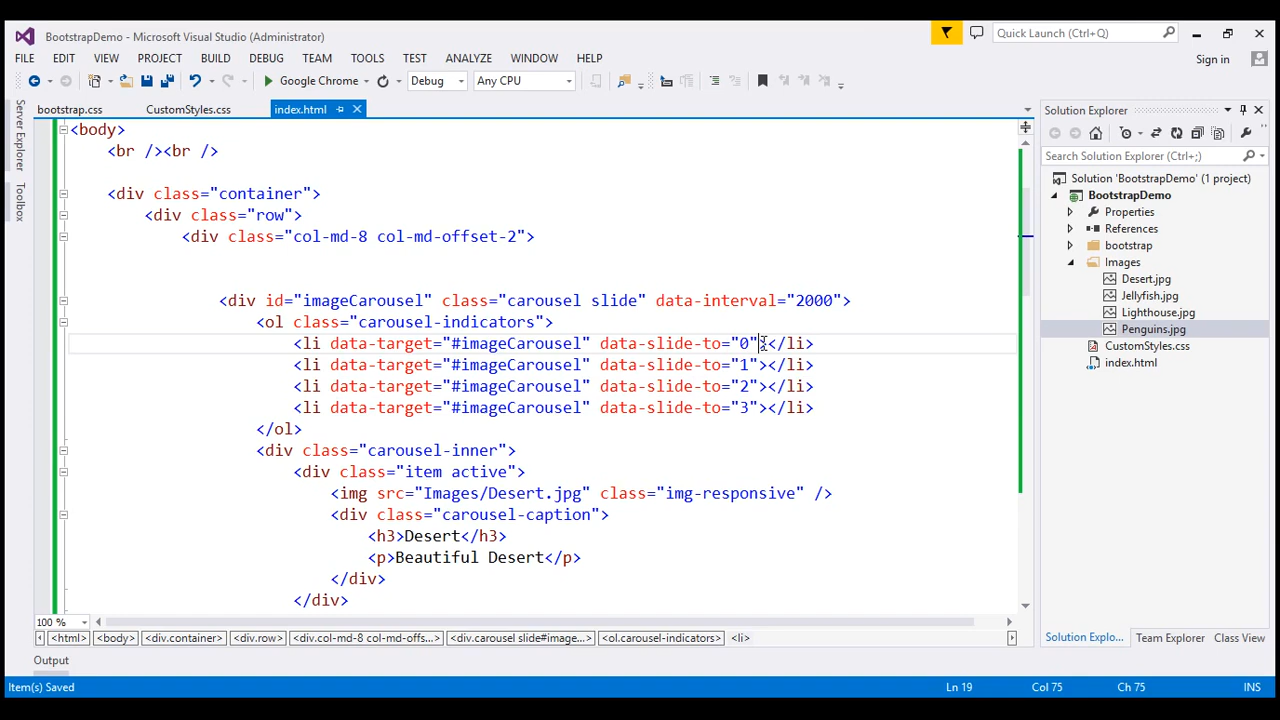 BootstrapDemo - Microsoft Visual Studio (Administrator)
Quick Launch (Ctrl+Q)
FILE EDIT VIEW PROJECT BUILD DEBUG TEAM TOOLS TEST ANALYZE WINDOW HELP
Sign in
Google Chrome Debug Any CPU
bootstrap.css CustomStyles.css index.html
Server Explorer
Toolbox
<body>
<br /><br />
<div class="container">
<div class="row">
<div class="col-md-8 col-md-offset-2">
<div id="imageCarousel" class="carousel slide" data-interval="2000">
<ol class="carousel-indicators">
<li data-target="#imageCarousel" data-slide-to="0"></li>
<li data-target="#imageCarousel" data-slide-to="1"></li>
<li data-target="#imageCarousel" data-slide-to="2"></li>
<li data-target="#imageCarousel" data-slide-to="3"></li>
</ol>
<div class="carousel-inner">
<div class="item active">
<img src="Images/Desert.jpg" class="img-responsive" />
<div class="carousel-caption">
<h3>Desert</h3>
<p>Beautiful Desert</p>
</div>
</div>
100 %
<html> <body> <div.container> <div.row> <div.col-md-8 col-md-offs...> <div.carousel slide#image...> <ol.carousel-indicators> <li>
Output
Solution Explorer
Search Solution Explorer (Ctrl+;)
Solution 'BootstrapDemo' (1 project)
BootstrapDemo
Properties
References
bootstrap
Images
Desert.jpg
Jellyfish.jpg
Lighthouse.jpg
Penguins.jpg
CustomStyles.css
index.html
Solution Explo... Team Explorer Class View
Item(s) Saved Ln 19 Col 75 Ch 75 INS